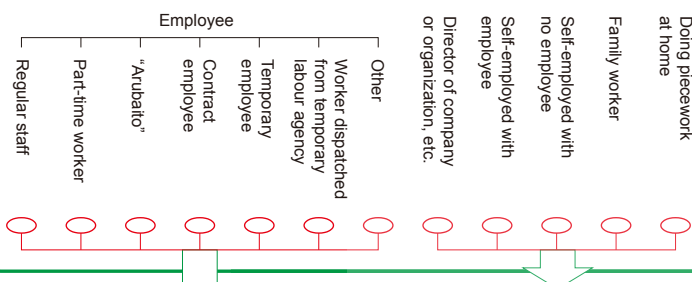 Employee
Regular staff
Part-time worker
“Arubaito”
Contract
employee
Temporary
employee
Worker dispatched
from temporary
labour agency
Other
Director of company
or organization, etc.
Self-employed with
employee
Self-employed with
no employee
Family worker
Doing piecework
at home